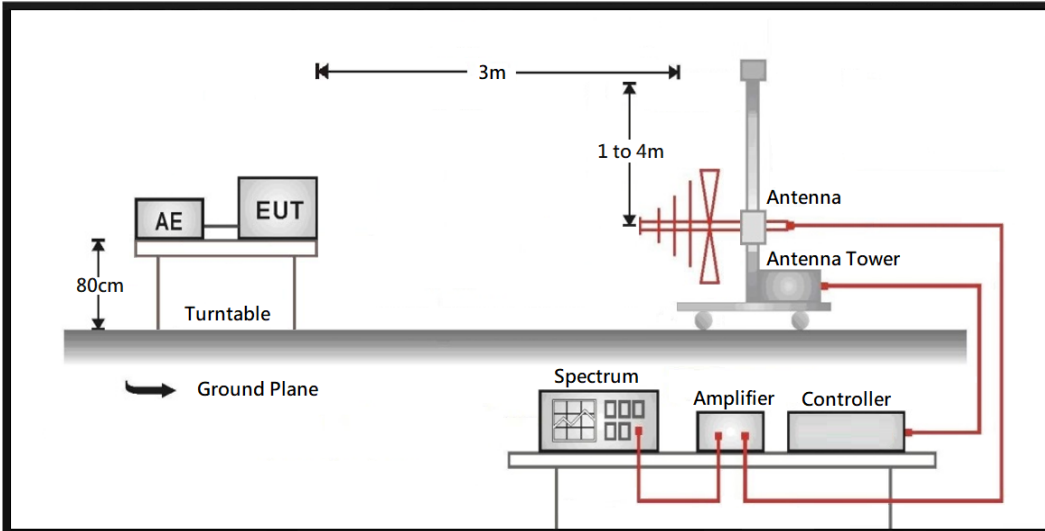 3m
1 to 4m
Antenna
AE
EUT
Antenna Tower
80cm
Turntable
Ground Plane
Spectrum
Amplifier
Controller